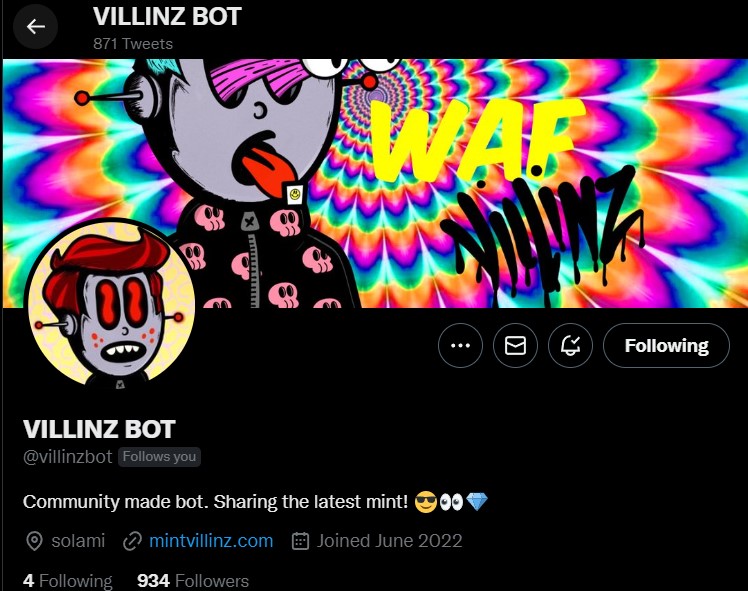 VILLINZ BOT
871 Tweets
WAF
VILLINZ
Following
VILLINZ BOT
@villinzbot Follows you
Community made bot. Sharing the latest mint! 😎👀💎
solami mintvillinz.com Joined June 2022
4 Following 934 Followers